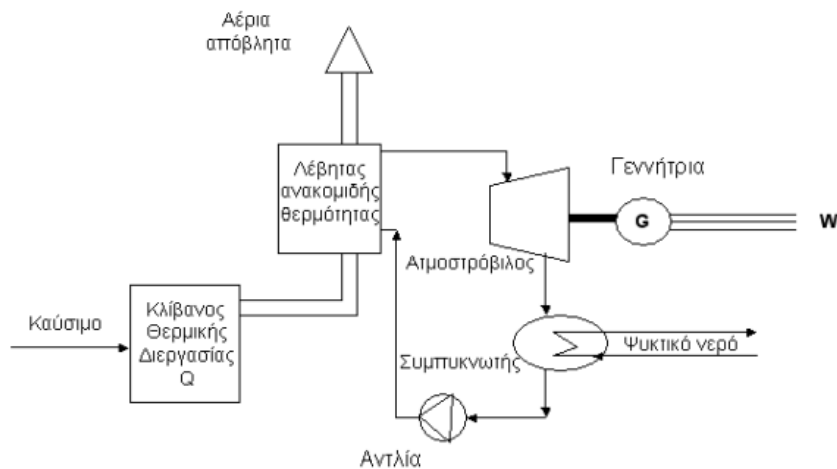 Αέρια
απόβλητα
Λέβητας
ανακομιδής
θερμότητας
Γεννήτρια
G
W
Ατμοστρόβιλος
Καύσιμο
Κλίβανος
Θερμικής
Διεργασίας
Q
Συμπυκνωτής
Ψυκτικό νερό
Αντλία